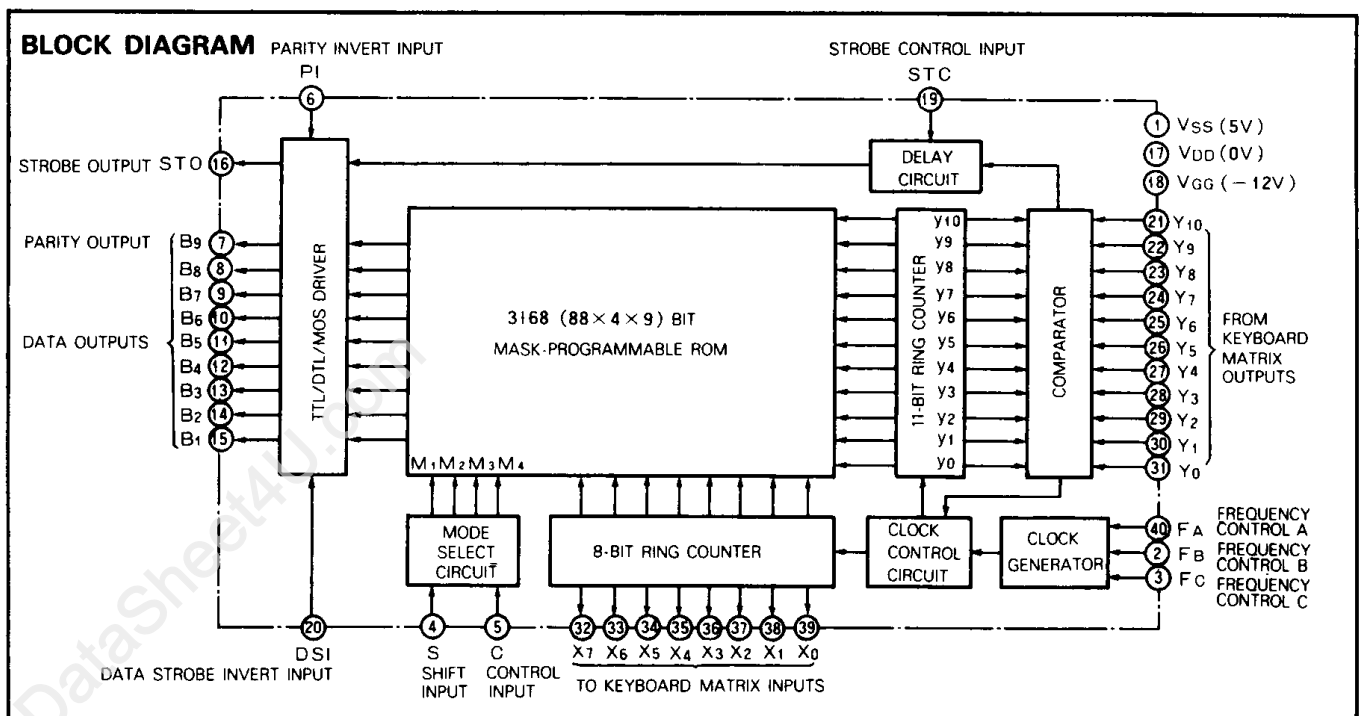 BLOCK DIAGRAM PARITY INVERT INPUT
STROBE CONTROL INPUT
PI
STC
6
19
1 VSS (5V)
17 VDD (0V)
18 VGG (−12V)
STROBE OUTPUT STO 16
DELAY
CIRCUIT
PARITY OUTPUT
B9 7
B8 8
B7 9
B6 10
B5 11
B4 12
B3 13
B2 14
B1 15
DATA OUTPUTS
TTL/DTL/MOS DRIVER
3168 (88×4×9) BIT
MASK-PROGRAMMABLE ROM
M1 M2 M3 M4
11-BIT RING COUNTER
y10
y9
y8
y7
y6
y5
y4
y3
y2
y1
y0
COMPARATOR
21 Y10
22 Y9
23 Y8
24 Y7
25 Y6
26 Y5
27 Y4
28 Y3
29 Y2
30 Y1
31 Y0
FROM
KEYBOARD
MATRIX
OUTPUTS
MODE
SELECT
CIRCUIT
8-BIT RING COUNTER
CLOCK
CONTROL
CIRCUIT
CLOCK
GENERATOR
40 FA FREQUENCY
CONTROL A
2 FB FREQUENCY
CONTROL B
3 FC FREQUENCY
CONTROL C
20
4
5
32 33 34 35 36 37 38 39
DSI
S
C
X7 X6 X5 X4 X3 X2 X1 X0
DATA STROBE INVERT INPUT
SHIFT
INPUT
CONTROL
INPUT
TO KEYBOARD MATRIX INPUTS
DataSheet4U.com